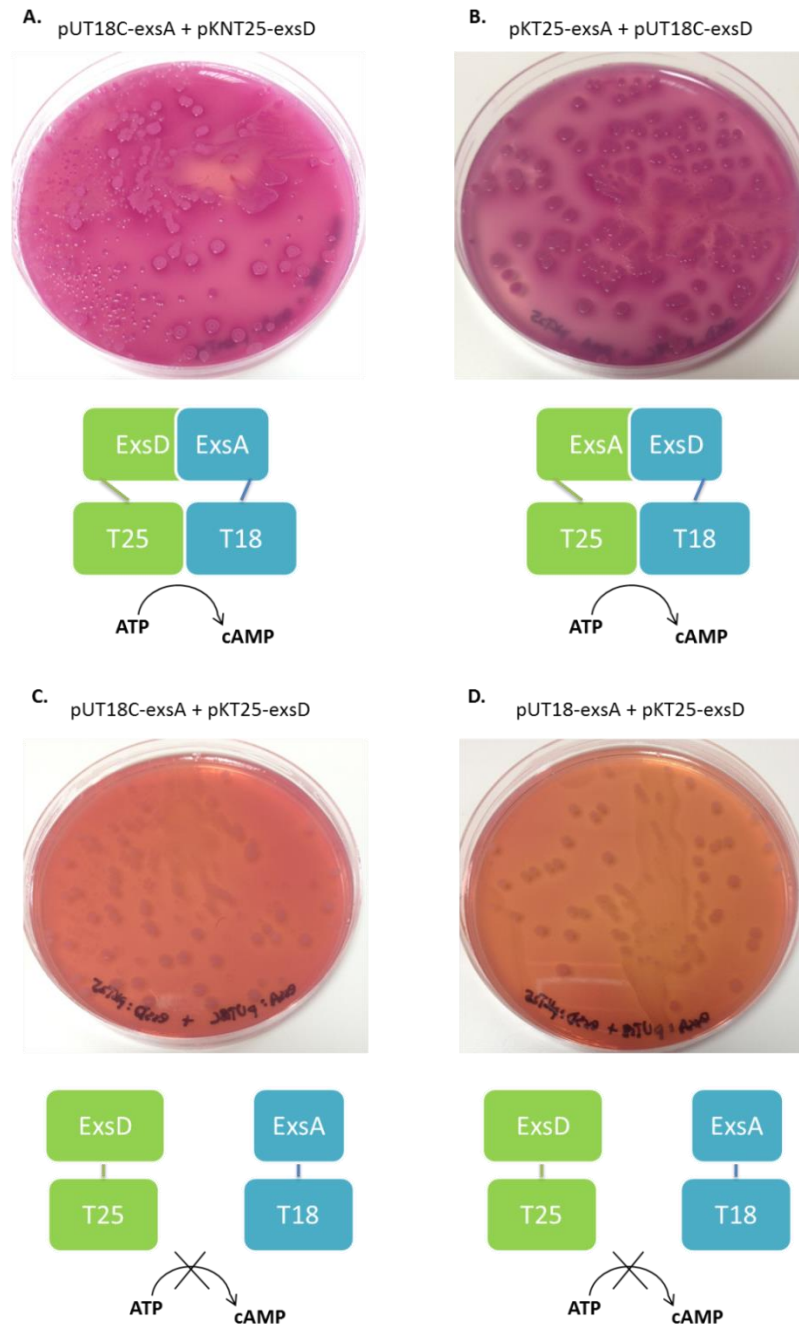 A.
pUT18C-exsA + pKNT25-exsD
B.
pKT25-exsA + pUT18C-exsD
ExsD ExsA
T25 T18
ATP cAMP
ExsA ExsD
T25 T18
ATP cAMP
C.
pUT18C-exsA + pKT25-exsD
D.
pUT18-exsA + pKT25-exsD
ExsD ExsA
T25 T18
ATP cAMP
ExsD ExsA
T25 T18
ATP cAMP